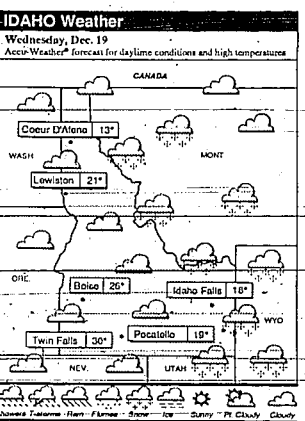 IDAHO Weather
Wednesday, Dec. 19
Accu-Weather® forecast for daytime conditions and high temperatures
CANADA
Coeur D'Alene 13°
WASH
MONT
Lewiston 21°
ORE.
Boise 26°
Idaho Falls 18°
WYO
Twin Falls 30°
Pocatello 19°
NEV.
UTAH
Showers T-storms Rain Flurries Snow Ice Sunny Pt. Cloudy Cloudy